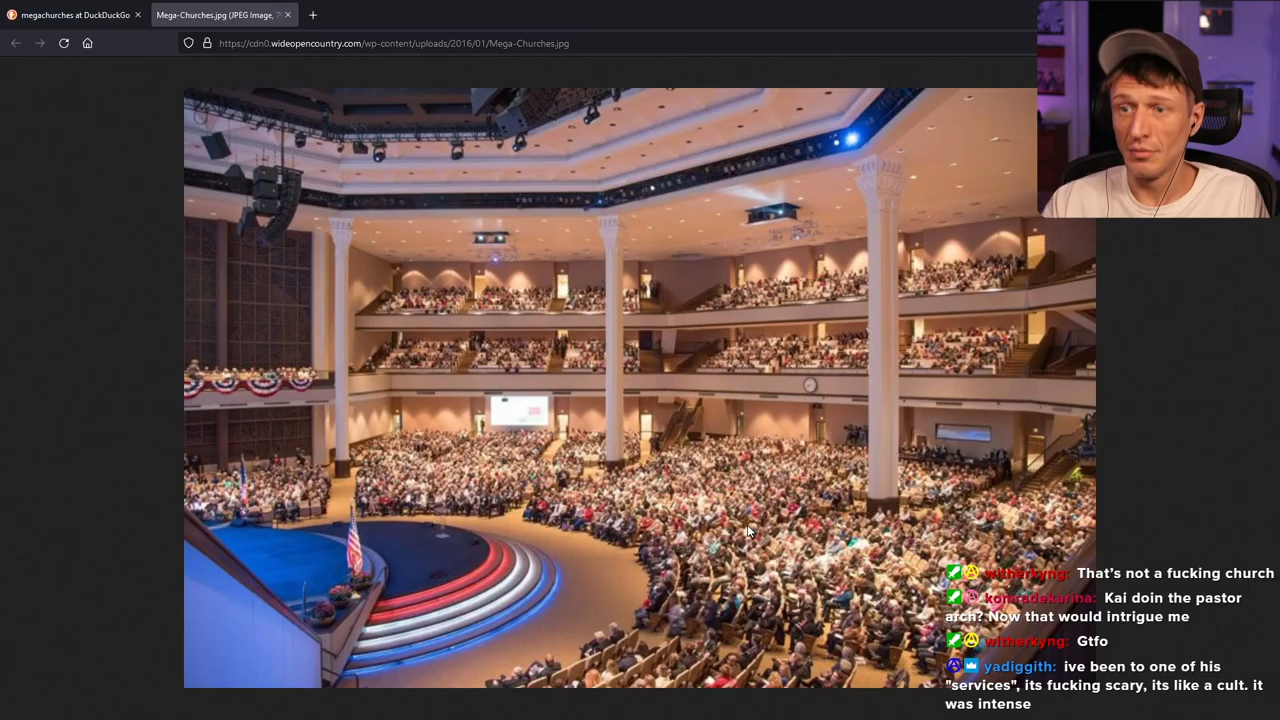 megachurches at DuckDuckGo
Mega-Churches.jpg (JPEG Image, 7
https://cdn0.wideopencountry.com/wp-content/uploads/2016/01/Mega-Churches.jpg
witherkyng: That's not a fucking church
komradekarina: Kai doin the pastor
arch? Now that would intrigue me
witherkyng: Gtfo
yadiggith: ive been to one of his
"services", its fucking scary, its like a cult. it
was intense